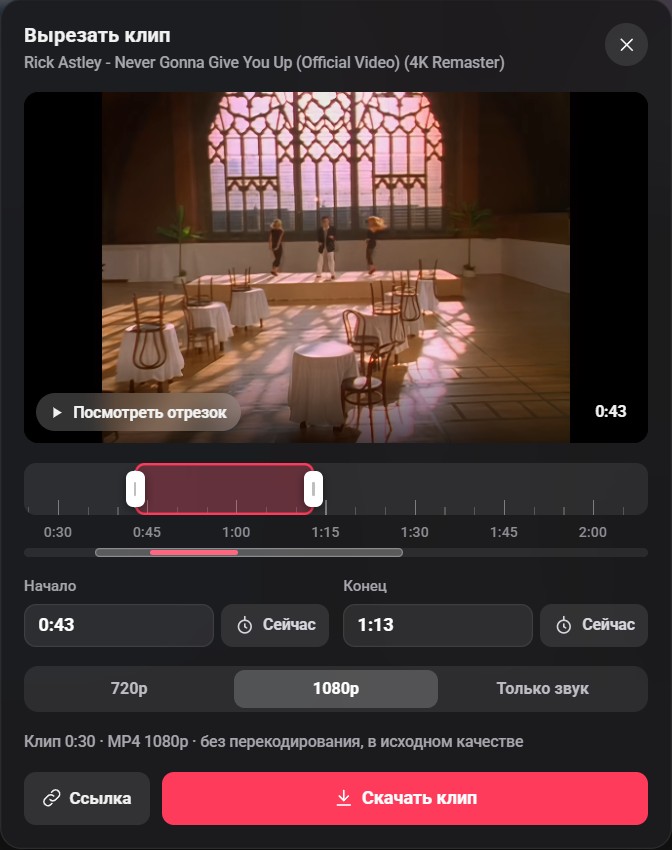 Вырезать клип
Rick Astley - Never Gonna Give You Up (Official Video) (4K Remaster)
Посмотреть отрезок
0:43
0:30 0:45 1:00 1:15 1:30 1:45 2:00
Начало Конец
0:43 Сейчас 1:13 Сейчас
720p 1080p Только звук
Клип 0:30 · MP4 1080p · без перекодирования, в исходном качестве
Ссылка Скачать клип